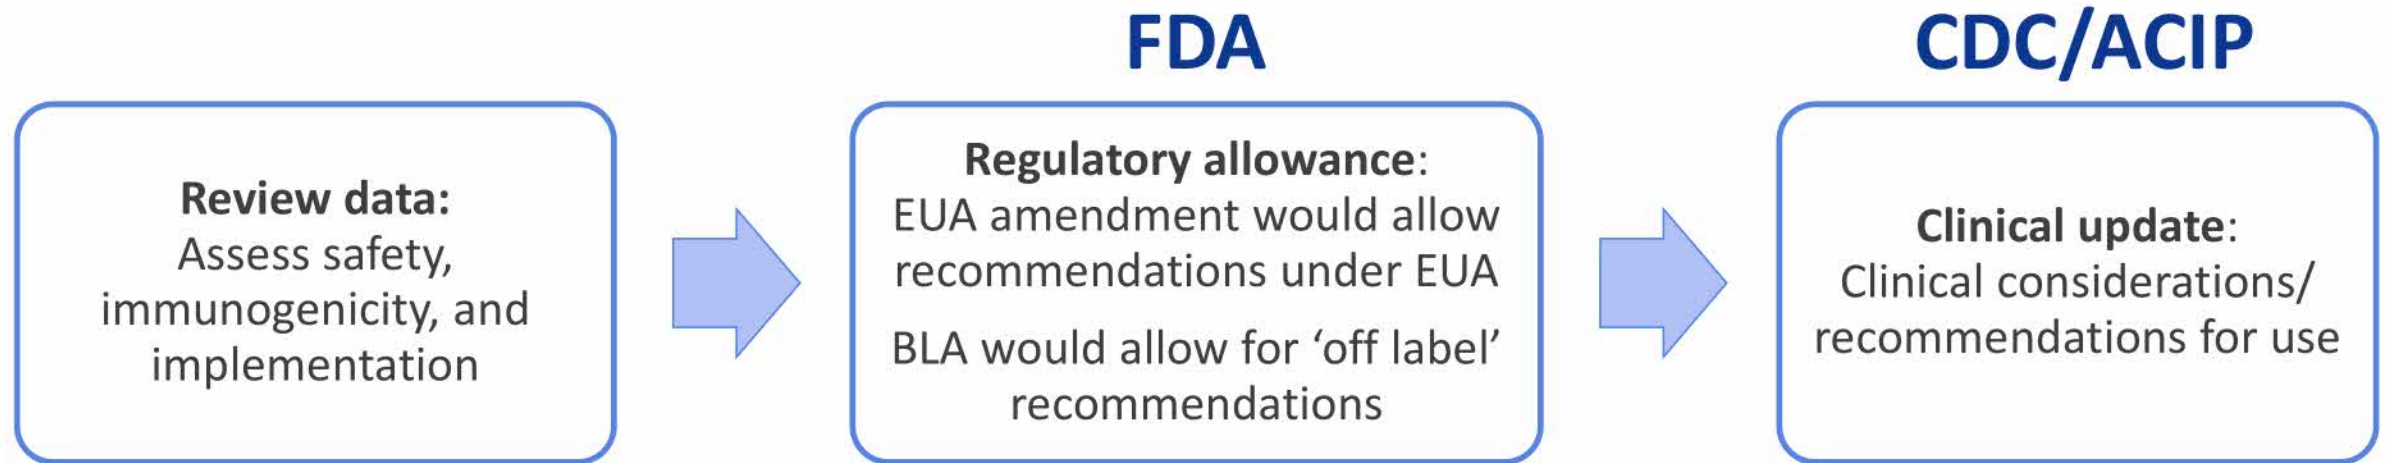 Review data:
Assess safety,
immunogenicity, and
implementation
FDA
Regulatory allowance:
EUA amendment would allow
recommendations under EUA
BLA would allow for ‘off label’
recommendations
CDC/ACIP
Clinical update:
Clinical considerations/
recommendations for use